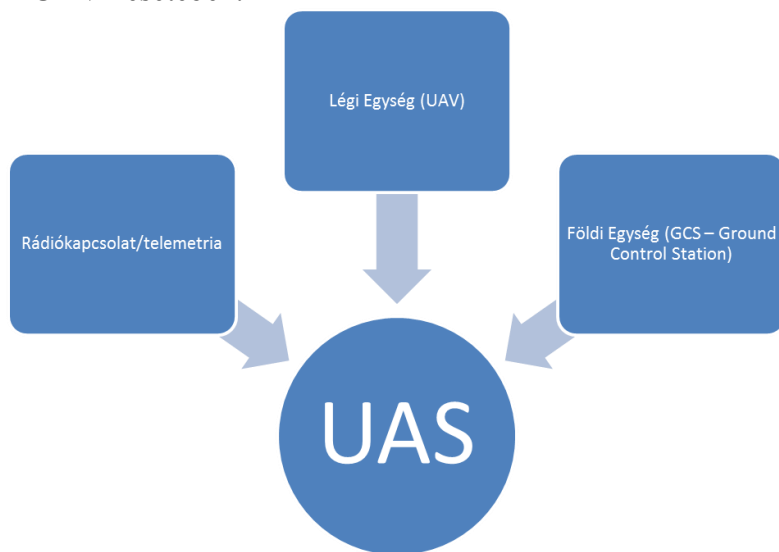 Légi Egység (UAV)
Rádiókapcsolat/telemetria
Földi Egység (GCS – Ground
Control Station)
UAS